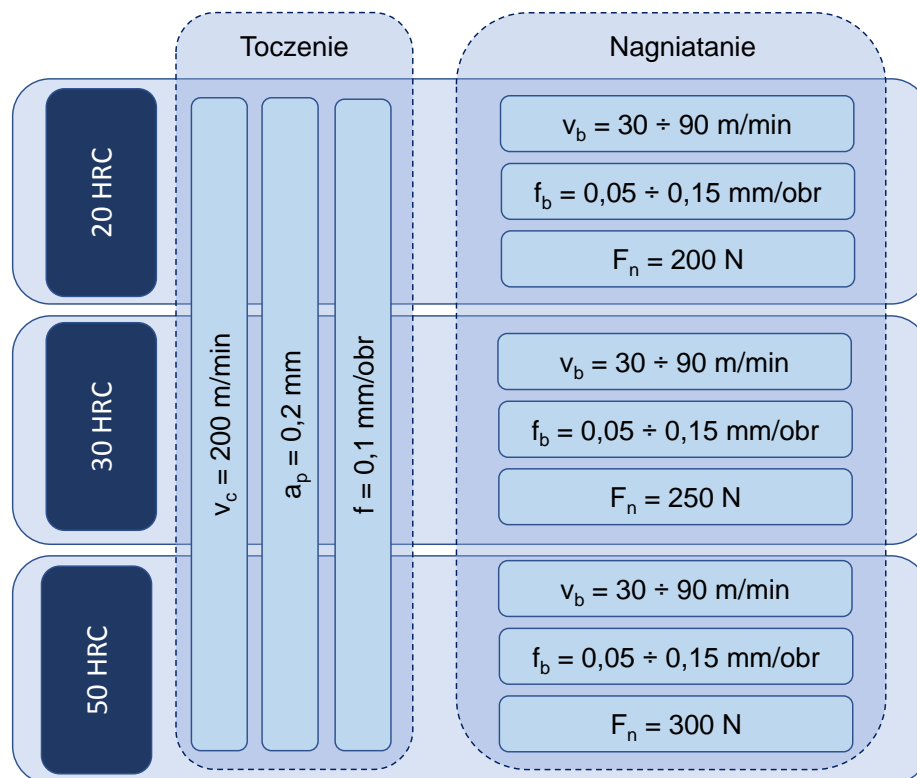 Toczenie
Nagniatanie
20 HRC
30 HRC
50 HRC
v_c = 200 m/min
a_p = 0,2 mm
f = 0,1 mm/obr
v_b = 30 ÷ 90 m/min
f_b = 0,05 ÷ 0,15 mm/obr
F_n = 200 N
v_b = 30 ÷ 90 m/min
f_b = 0,05 ÷ 0,15 mm/obr
F_n = 250 N
v_b = 30 ÷ 90 m/min
f_b = 0,05 ÷ 0,15 mm/obr
F_n = 300 N